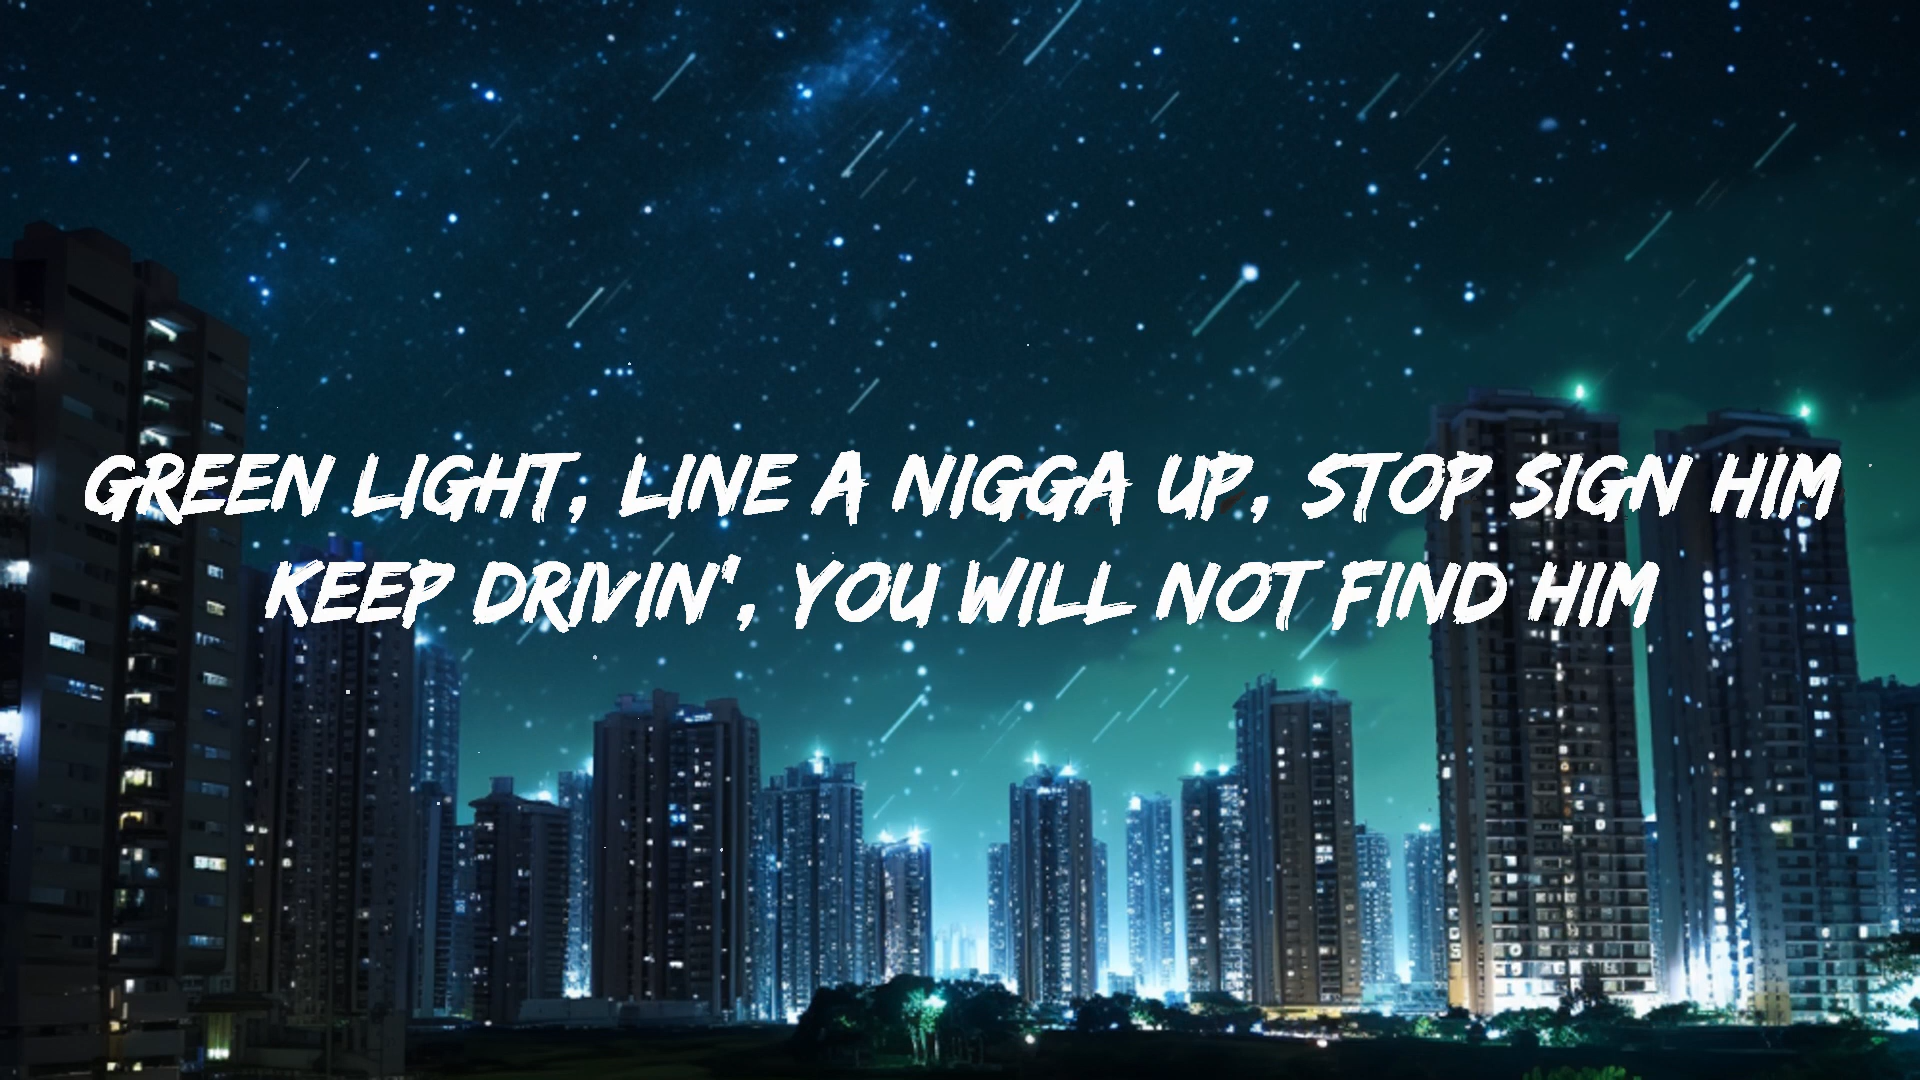 GREEN LIGHT, LINE A NIGGA UP, STOP SIGN HIM
KEEP DRIVIN', YOU WILL NOT FIND HIM